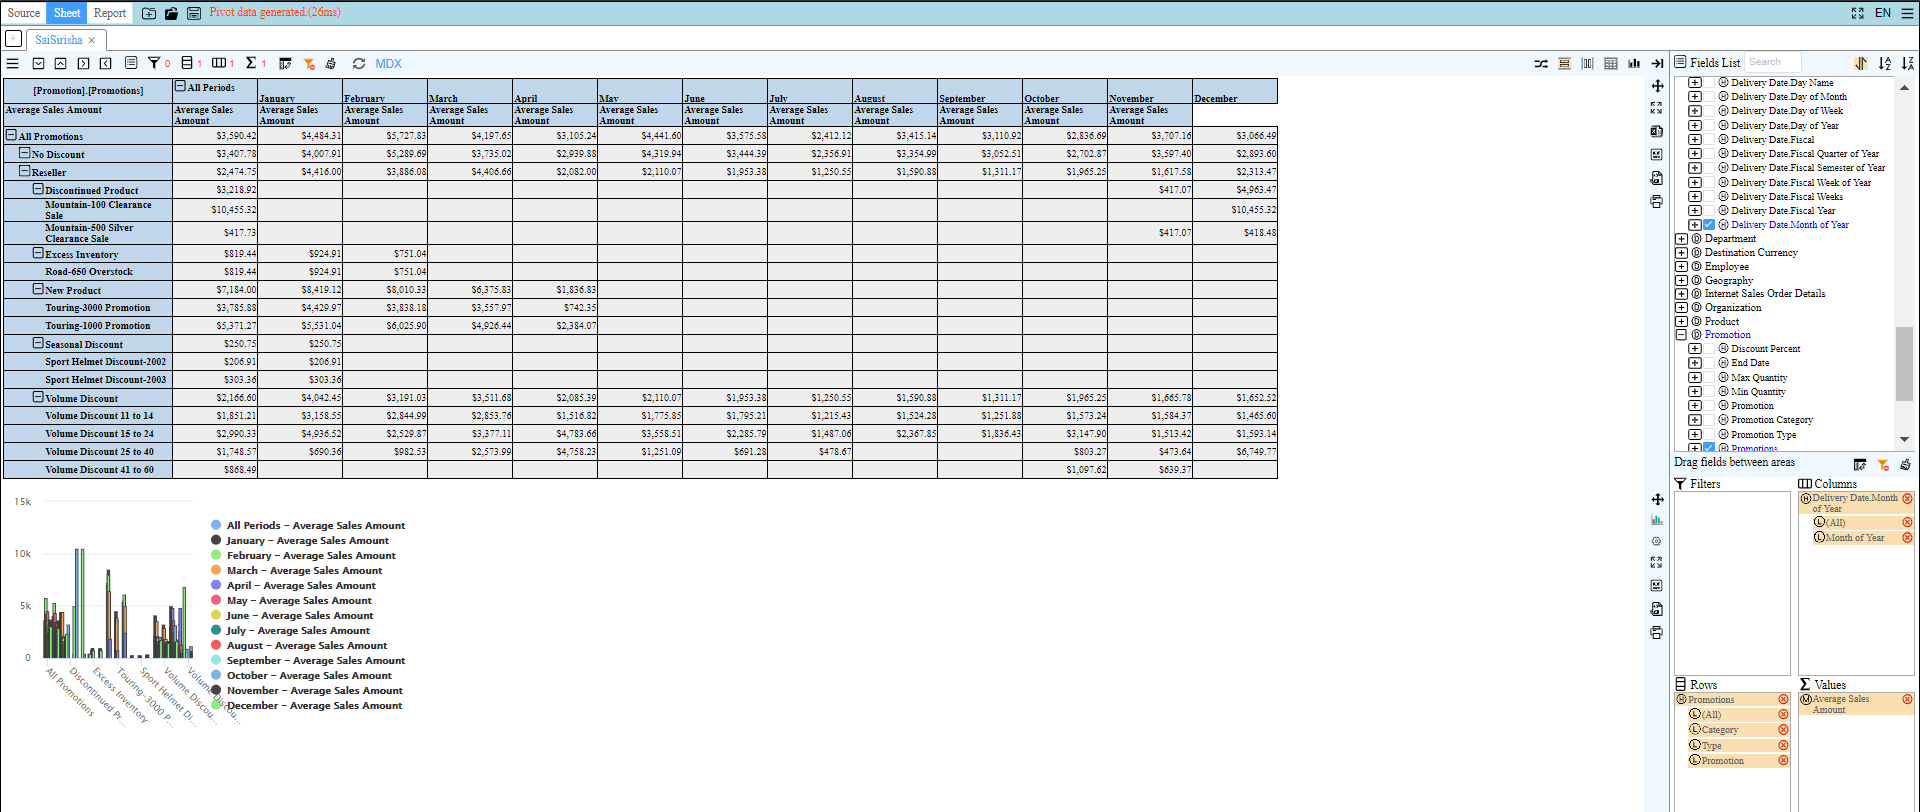 Source Sheet Report Pivot data generated.(26ms) EN
SaiSirisha ×
0 1 1 1 MDX
[Promotion].[Promotions] All Periods January February March April May June July August September October November December
Average Sales Amount Average Sales Amount Average Sales Amount Average Sales Amount Average Sales Amount Average Sales Amount Average Sales Amount Average Sales Amount Average Sales Amount Average Sales Amount Average Sales Amount Average Sales Amount Average Sales Amount
All Promotions $3,590.42 $4,484.31 $5,727.83 $4,197.65 $3,105.24 $4,441.60 $3,575.58 $2,412.12 $3,415.14 $3,110.92 $2,836.69 $3,707.16 $3,066.49
No Discount $3,407.78 $4,007.91 $5,289.69 $3,735.02 $2,939.88 $4,319.94 $3,444.39 $2,356.91 $3,354.99 $3,052.51 $2,702.87 $3,597.40 $2,893.60
Reseller $2,474.75 $4,416.00 $3,886.08 $4,406.66 $2,082.00 $2,110.07 $1,953.38 $1,250.55 $1,590.88 $1,311.17 $1,965.25 $1,617.58 $2,313.47
Discontinued Product $3,218.92 $417.07 $4,963.47
Mountain-100 Clearance Sale $10,455.32 $10,455.32
Mountain-500 Silver Clearance Sale $417.73 $417.07 $418.48
Excess Inventory $819.44 $924.91 $751.04
Road-650 Overstock $819.44 $924.91 $751.04
New Product $7,184.00 $8,419.12 $8,010.33 $6,375.83 $1,836.83
Touring-3000 Promotion $3,785.88 $4,429.97 $3,838.18 $3,557.97 $742.35
Touring-1000 Promotion $5,371.27 $5,531.04 $6,025.90 $4,926.44 $2,384.07
Seasonal Discount $250.75 $250.75
Sport Helmet Discount-2002 $206.91 $206.91
Sport Helmet Discount-2003 $303.36 $303.36
Volume Discount $2,166.60 $4,042.45 $3,191.03 $3,511.68 $2,085.39 $2,110.07 $1,953.38 $1,250.55 $1,590.88 $1,311.17 $1,965.25 $1,665.78 $1,652.52
Volume Discount 11 to 14 $1,851.21 $3,158.55 $2,844.99 $2,853.76 $1,516.82 $1,775.85 $1,795.21 $1,215.43 $1,524.28 $1,251.88 $1,573.24 $1,584.37 $1,465.60
Volume Discount 15 to 24 $2,990.33 $4,936.52 $2,529.87 $3,377.11 $4,783.66 $3,558.51 $2,285.79 $1,487.06 $2,367.85 $1,836.43 $3,147.90 $1,513.42 $1,593.14
Volume Discount 25 to 40 $1,748.57 $690.36 $982.53 $2,573.99 $4,758.23 $1,251.09 $691.28 $478.67 $803.27 $473.64 $6,749.77
Volume Discount 41 to 60 $868.49 $1,097.62 $639.37
15k
10k
5k
0
All Promotions
Discontinued Pr...
Excess Inventory
Touring-3000 P...
Sport Helmet Di...
Volume Discou...
Volume Discou...
All Periods – Average Sales Amount
January – Average Sales Amount
February – Average Sales Amount
March – Average Sales Amount
April – Average Sales Amount
May – Average Sales Amount
June – Average Sales Amount
July – Average Sales Amount
August – Average Sales Amount
September – Average Sales Amount
October – Average Sales Amount
November – Average Sales Amount
December – Average Sales Amount
Fields List Search
Delivery Date.Day Name
Delivery Date.Day of Month
Delivery Date.Day of Week
Delivery Date.Day of Year
Delivery Date.Fiscal
Delivery Date.Fiscal Quarter of Year
Delivery Date.Fiscal Semester of Year
Delivery Date.Fiscal Week of Year
Delivery Date.Fiscal Weeks
Delivery Date.Fiscal Year
Delivery Date.Month of Year
Department
Destination Currency
Employee
Geography
Internet Sales Order Details
Organization
Product
Promotion
Discount Percent
End Date
Max Quantity
Min Quantity
Promotion
Promotion Category
Promotion Type
Promotions
Drag fields between areas
Filters
Columns
Delivery Date.Month of Year
(All)
Month of Year
Rows
Promotions
(All)
Category
Type
Promotion
Values
Average Sales Amount